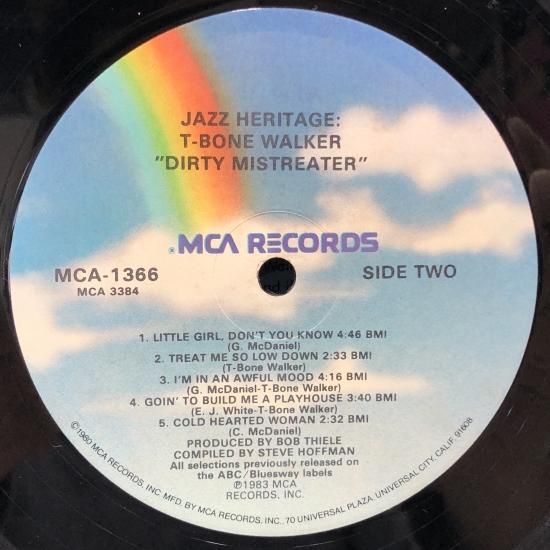 JAZZ HERITAGE:
T-BONE WALKER
"DIRTY MISTREATER"
® MCA RECORDS
MCA-1366
MCA 3384
SIDE TWO
1. LITTLE GIRL, DON'T YOU KNOW 4:46 BMI
(G. McDaniel)
2. TREAT ME SO LOW DOWN 2:33 BMI
(T-Bone Walker)
3. I'M IN AN AWFUL MOOD 4:16 BMI
(G. McDaniel-T-Bone Walker)
4. GOIN' TO BUILD ME A PLAYHOUSE 3:40 BMI
(E. J. White-T-Bone Walker)
5. COLD HEARTED WOMAN 2:32 BMI
(C. McDaniel)
PRODUCED BY BOB THIELE
COMPILED BY STEVE HOFFMAN
All selections previously released on
the ABC/Bluesway labels
℗1983 MCA
RECORDS, INC.
©1980 MCA RECORDS, INC. MFD. BY MCA RECORDS, INC., 70 UNIVERSAL PLAZA, UNIVERSAL CITY, CALIF. 91608